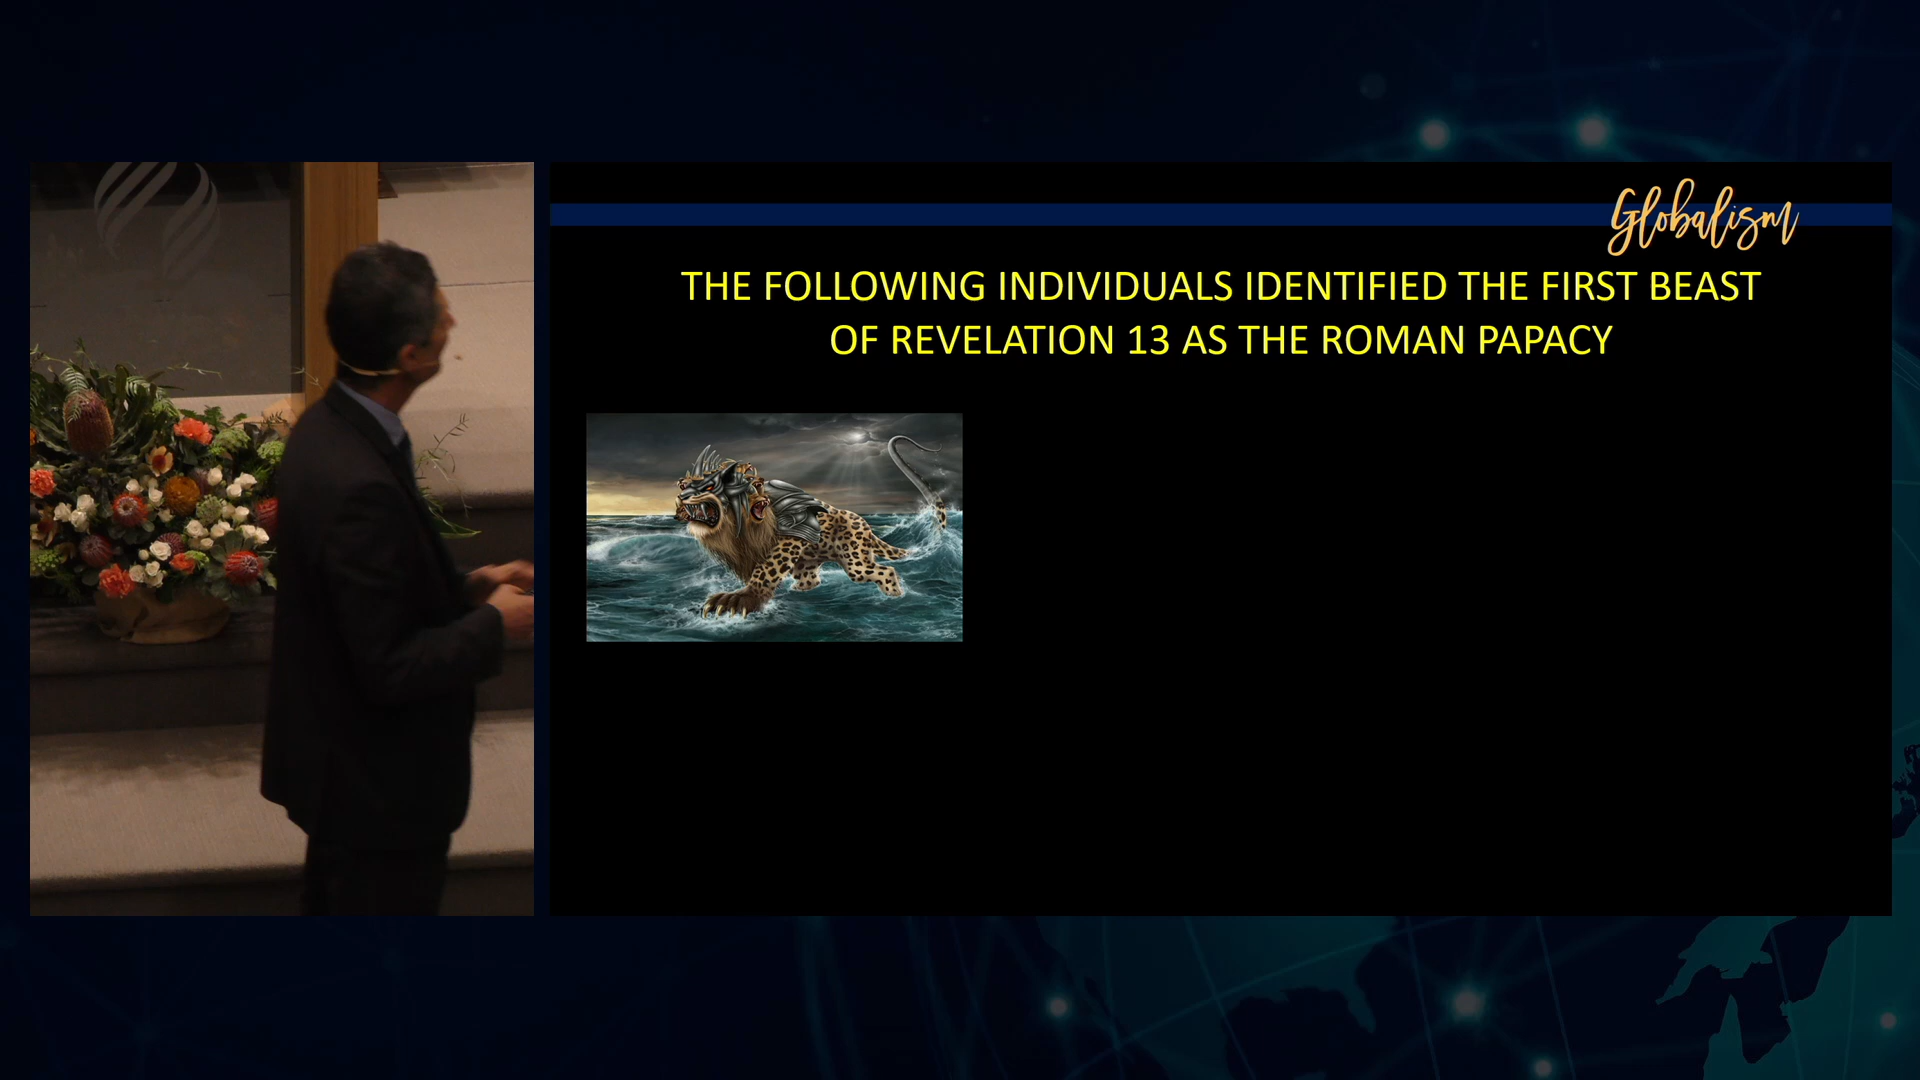 Globalism
THE FOLLOWING INDIVIDUALS IDENTIFIED THE FIRST BEAST
OF REVELATION 13 AS THE ROMAN PAPACY